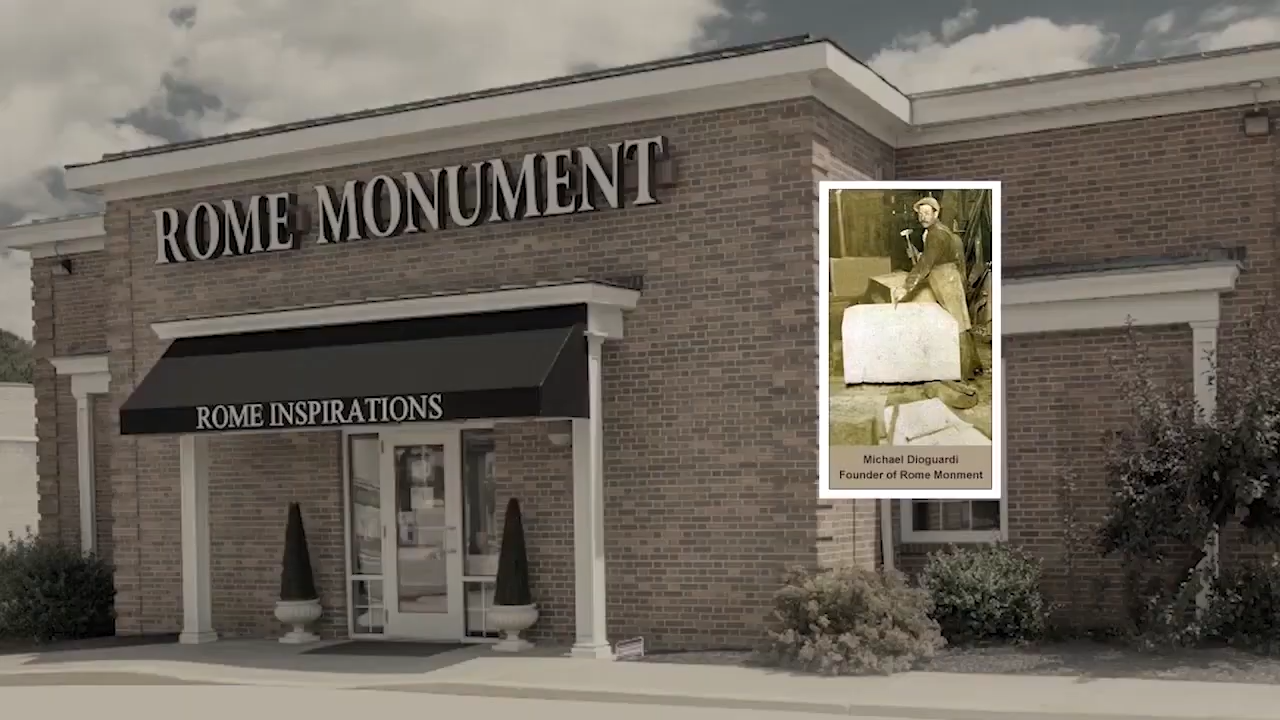 ROME MONUMENT
ROME INSPIRATIONS
Michael Dioguardi
Founder of Rome Monment